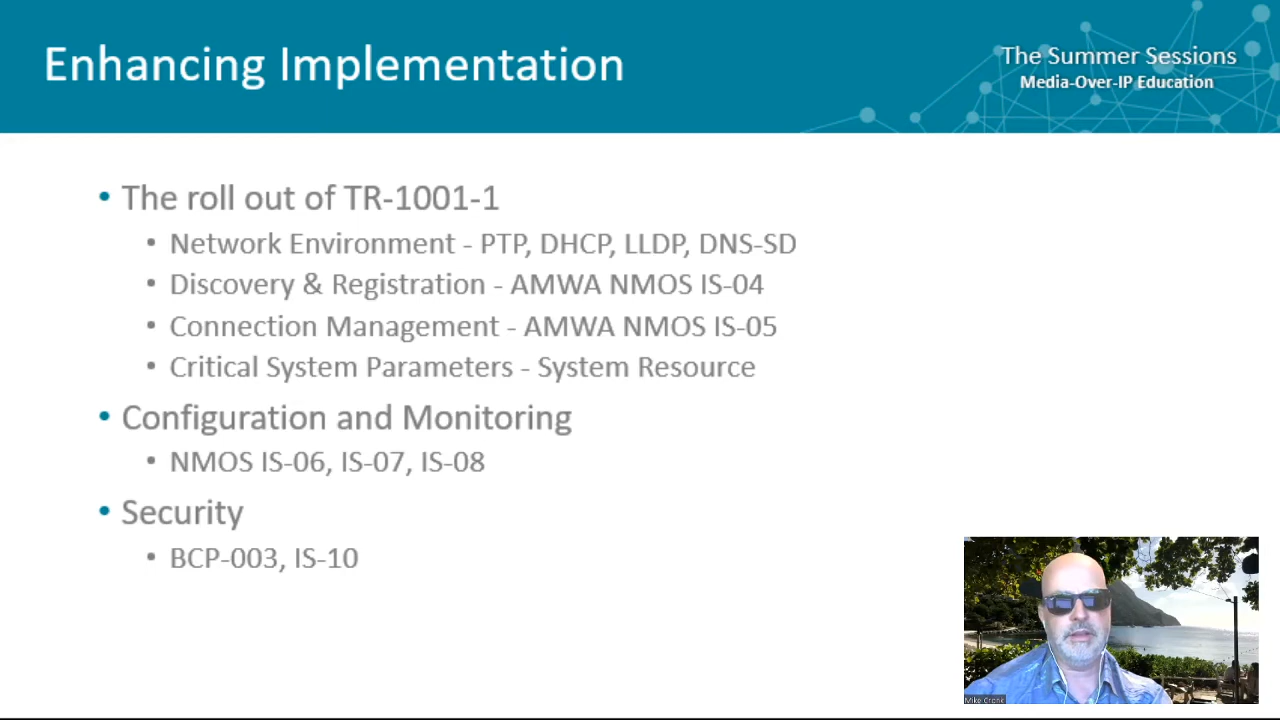 Enhancing Implementation
The Summer Sessions
Media-Over-IP Education
• The roll out of TR-1001-1
• Network Environment - PTP, DHCP, LLDP, DNS-SD
• Discovery & Registration - AMWA NMOS IS-04
• Connection Management - AMWA NMOS IS-05
• Critical System Parameters - System Resource
• Configuration and Monitoring
• NMOS IS-06, IS-07, IS-08
• Security
• BCP-003, IS-10
Mike Cronk